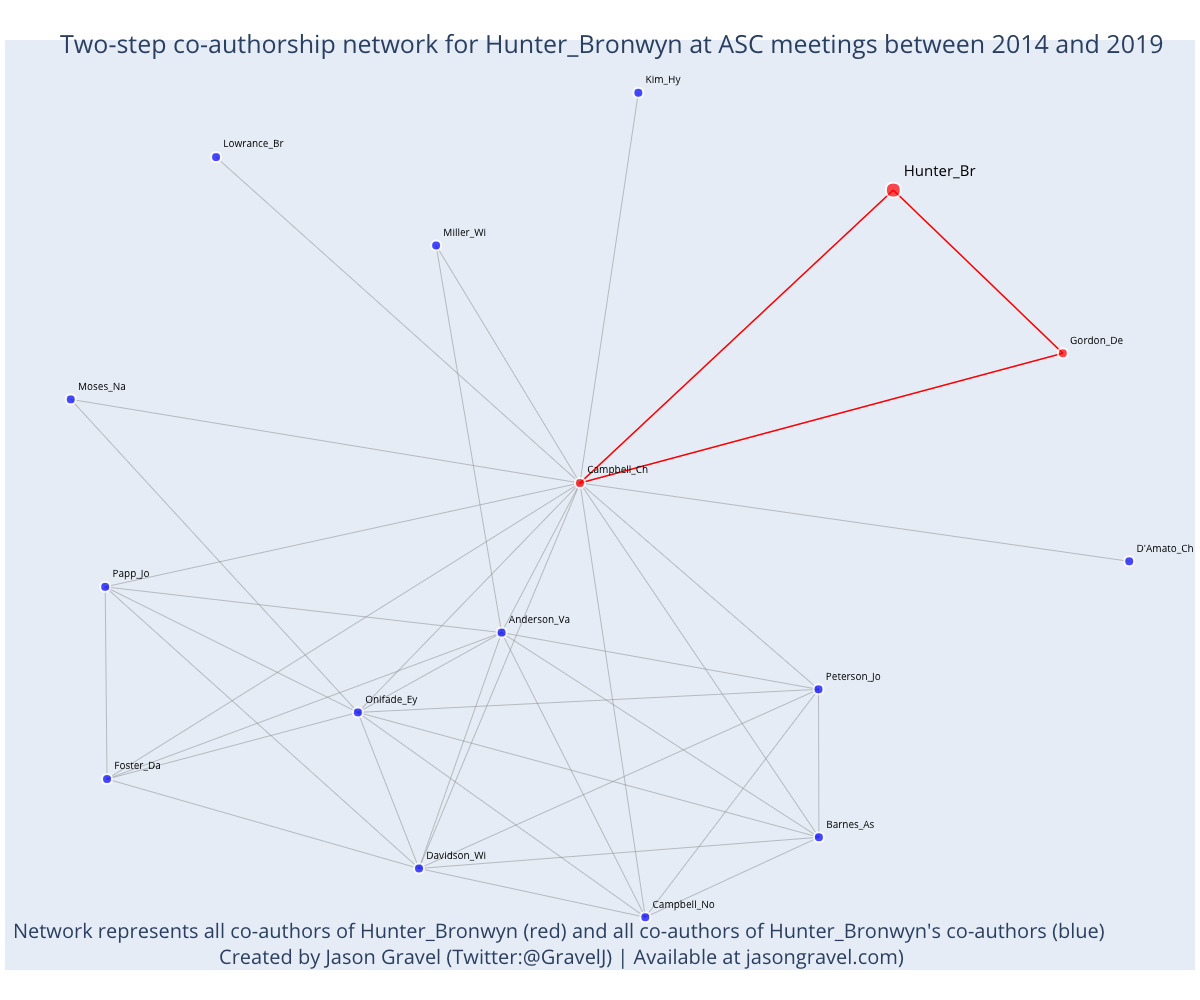 Two-step co-authorship network for Hunter_Bronwyn at ASC meetings between 2014 and 2019
Kim_Hy
Lowrance_Br
Hunter_Br
Miller_Wi
Gordon_De
Moses_Na
Campbell_Ch
D'Amato_Ch
Papp_Jo
Anderson_Va
Peterson_Jo
Onifade_Ey
Foster_Da
Barnes_As
Davidson_Wi
Campbell_No
Network represents all co-authors of Hunter_Bronwyn (red) and all co-authors of Hunter_Bronwyn's co-authors (blue)
Created by Jason Gravel (Twitter:@GravelJ) | Available at jasongravel.com)